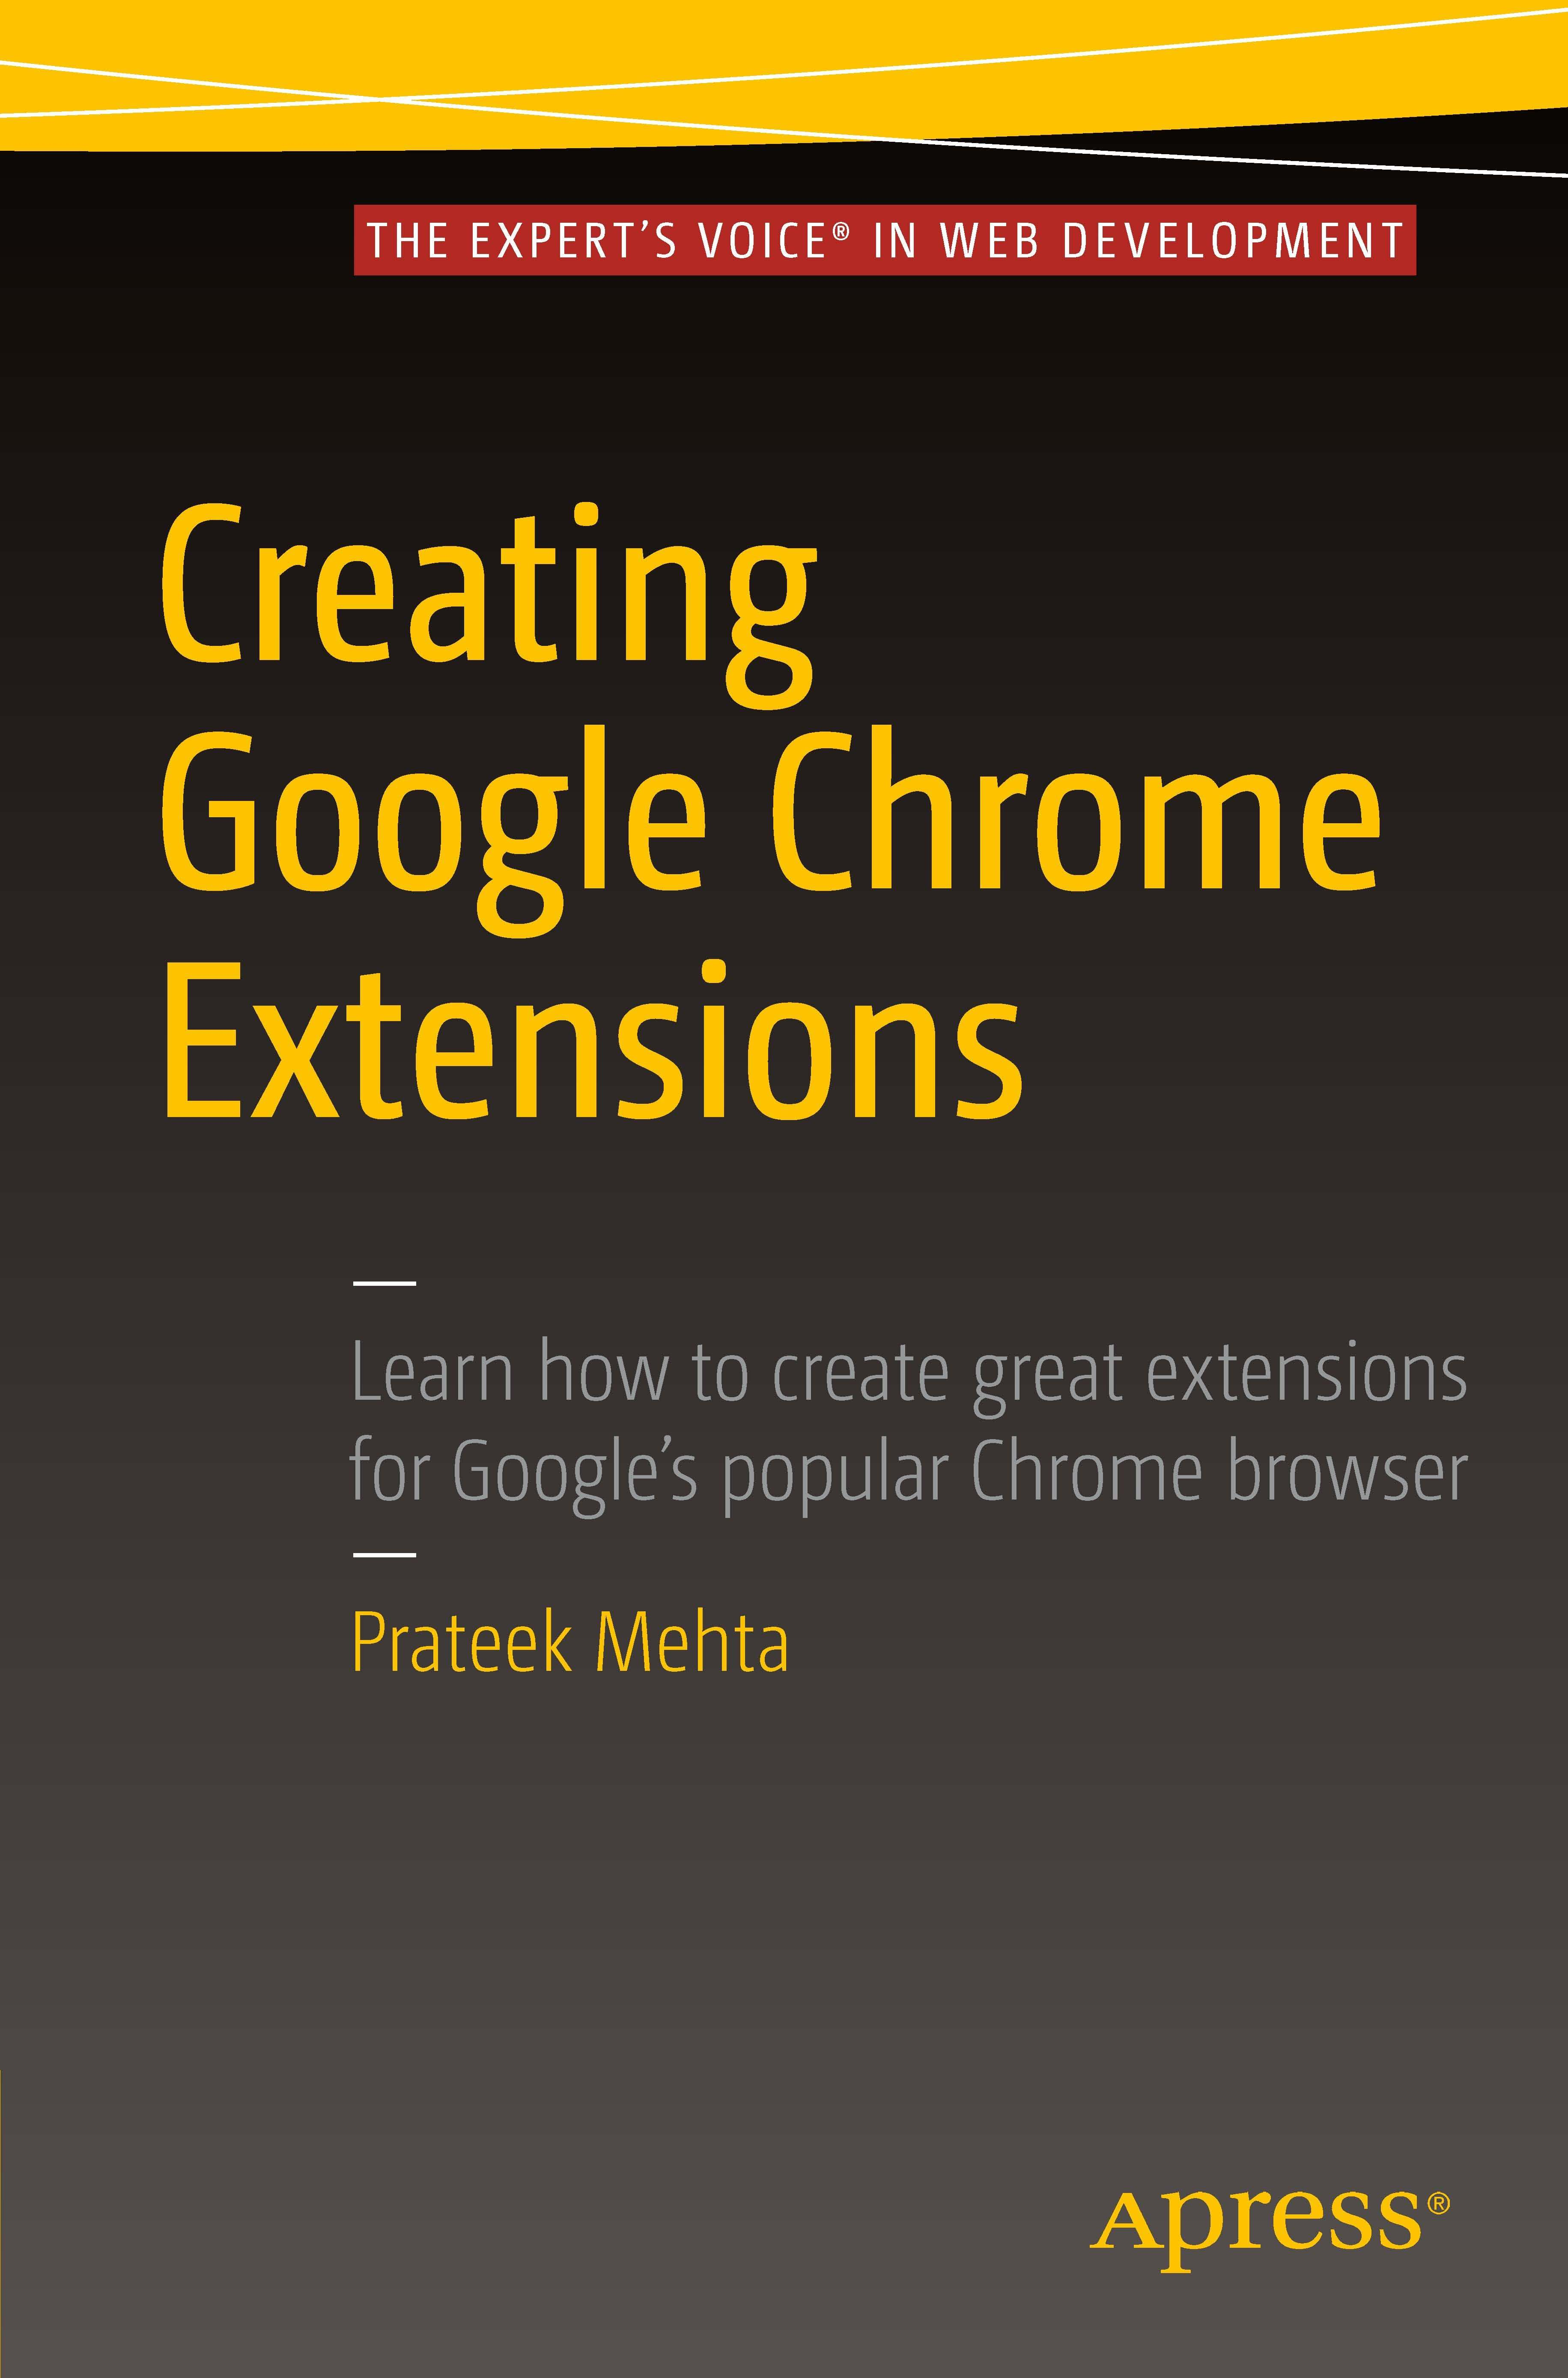 THE EXPERT’S VOICE® IN WEB DEVELOPMENT
Creating
Google Chrome
Extensions
Learn how to create great extensions
for Google’s popular Chrome browser
Prateek Mehta
Apress®